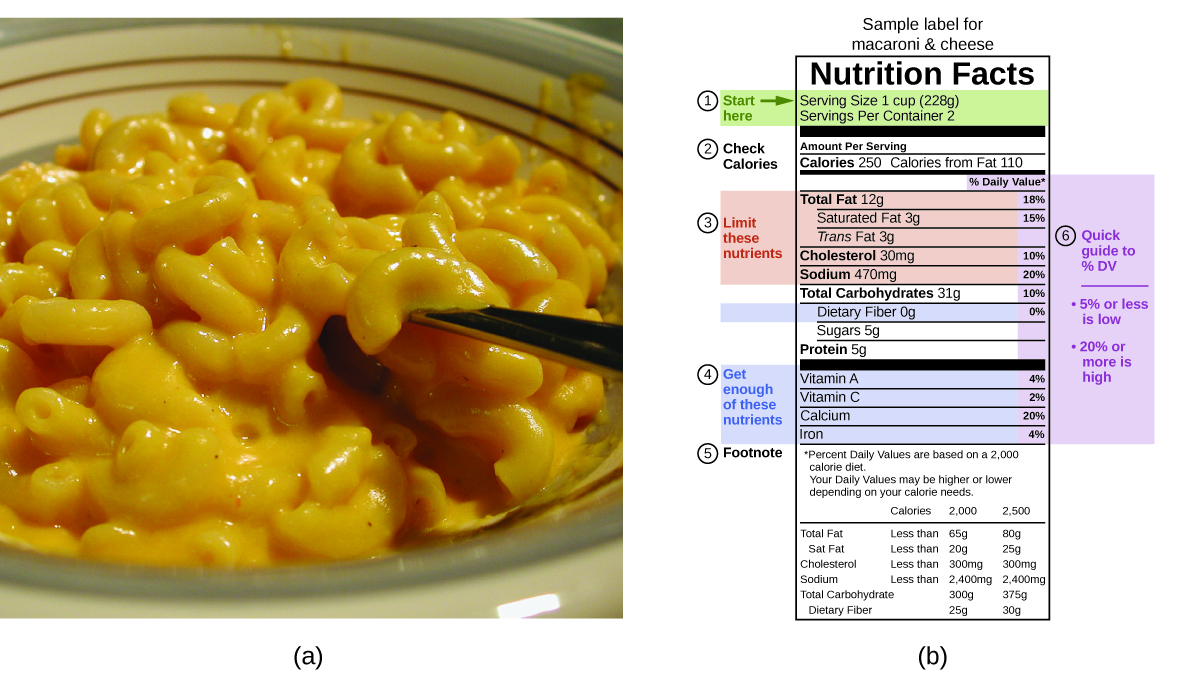 Sample label for
macaroni & cheese
Nutrition Facts
1 Start here
Serving Size 1 cup (228g)
Servings Per Container 2
2 Check
Calories
Amount Per Serving
Calories 250 Calories from Fat 110
% Daily Value*
3 Limit
these
nutrients
Total Fat 12g 18%
Saturated Fat 3g 15%
Trans Fat 3g
Cholesterol 30mg 10%
Sodium 470mg 20%
Total Carbohydrates 31g 10%
Dietary Fiber 0g 0%
Sugars 5g
Protein 5g
4 Get
enough
of these
nutrients
Vitamin A 4%
Vitamin C 2%
Calcium 20%
Iron 4%
6 Quick
guide to
% DV
• 5% or less
is low
• 20% or
more is
high
5 Footnote
*Percent Daily Values are based on a 2,000
calorie diet.
Your Daily Values may be higher or lower
depending on your calorie needs.
Calories 2,000 2,500
Total Fat Less than 65g 80g
Sat Fat Less than 20g 25g
Cholesterol Less than 300mg 300mg
Sodium Less than 2,400mg 2,400mg
Total Carbohydrate 300g 375g
Dietary Fiber 25g 30g
(a)
(b)